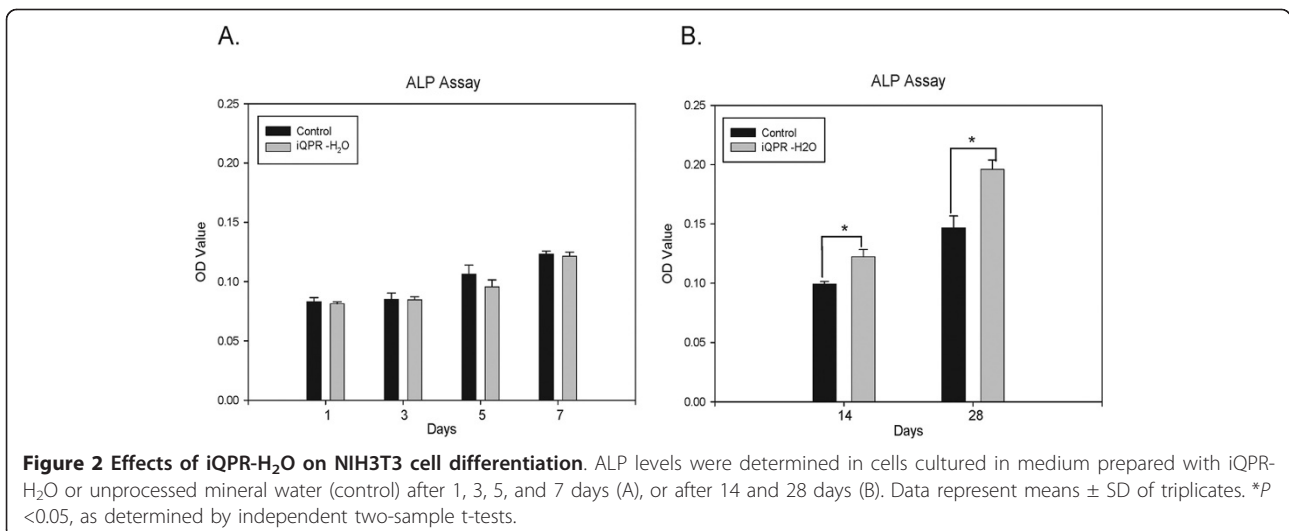 A.
ALP Assay
0.25
0.20
0.15
0.10
0.05
0.00
OD Value
Control
iQPR -H₂O
1 3 5 7
Days
B.
ALP Assay
0.25
0.20
0.15
0.10
0.05
0.00
OD Value
Control
iQPR -H2O
*
*
14 28
Days
Figure 2 Effects of iQPR-H₂O on NIH3T3 cell differentiation. ALP levels were determined in cells cultured in medium prepared with iQPR-
H₂O or unprocessed mineral water (control) after 1, 3, 5, and 7 days (A), or after 14 and 28 days (B). Data represent means ± SD of triplicates. *P
<0.05, as determined by independent two-sample t-tests.